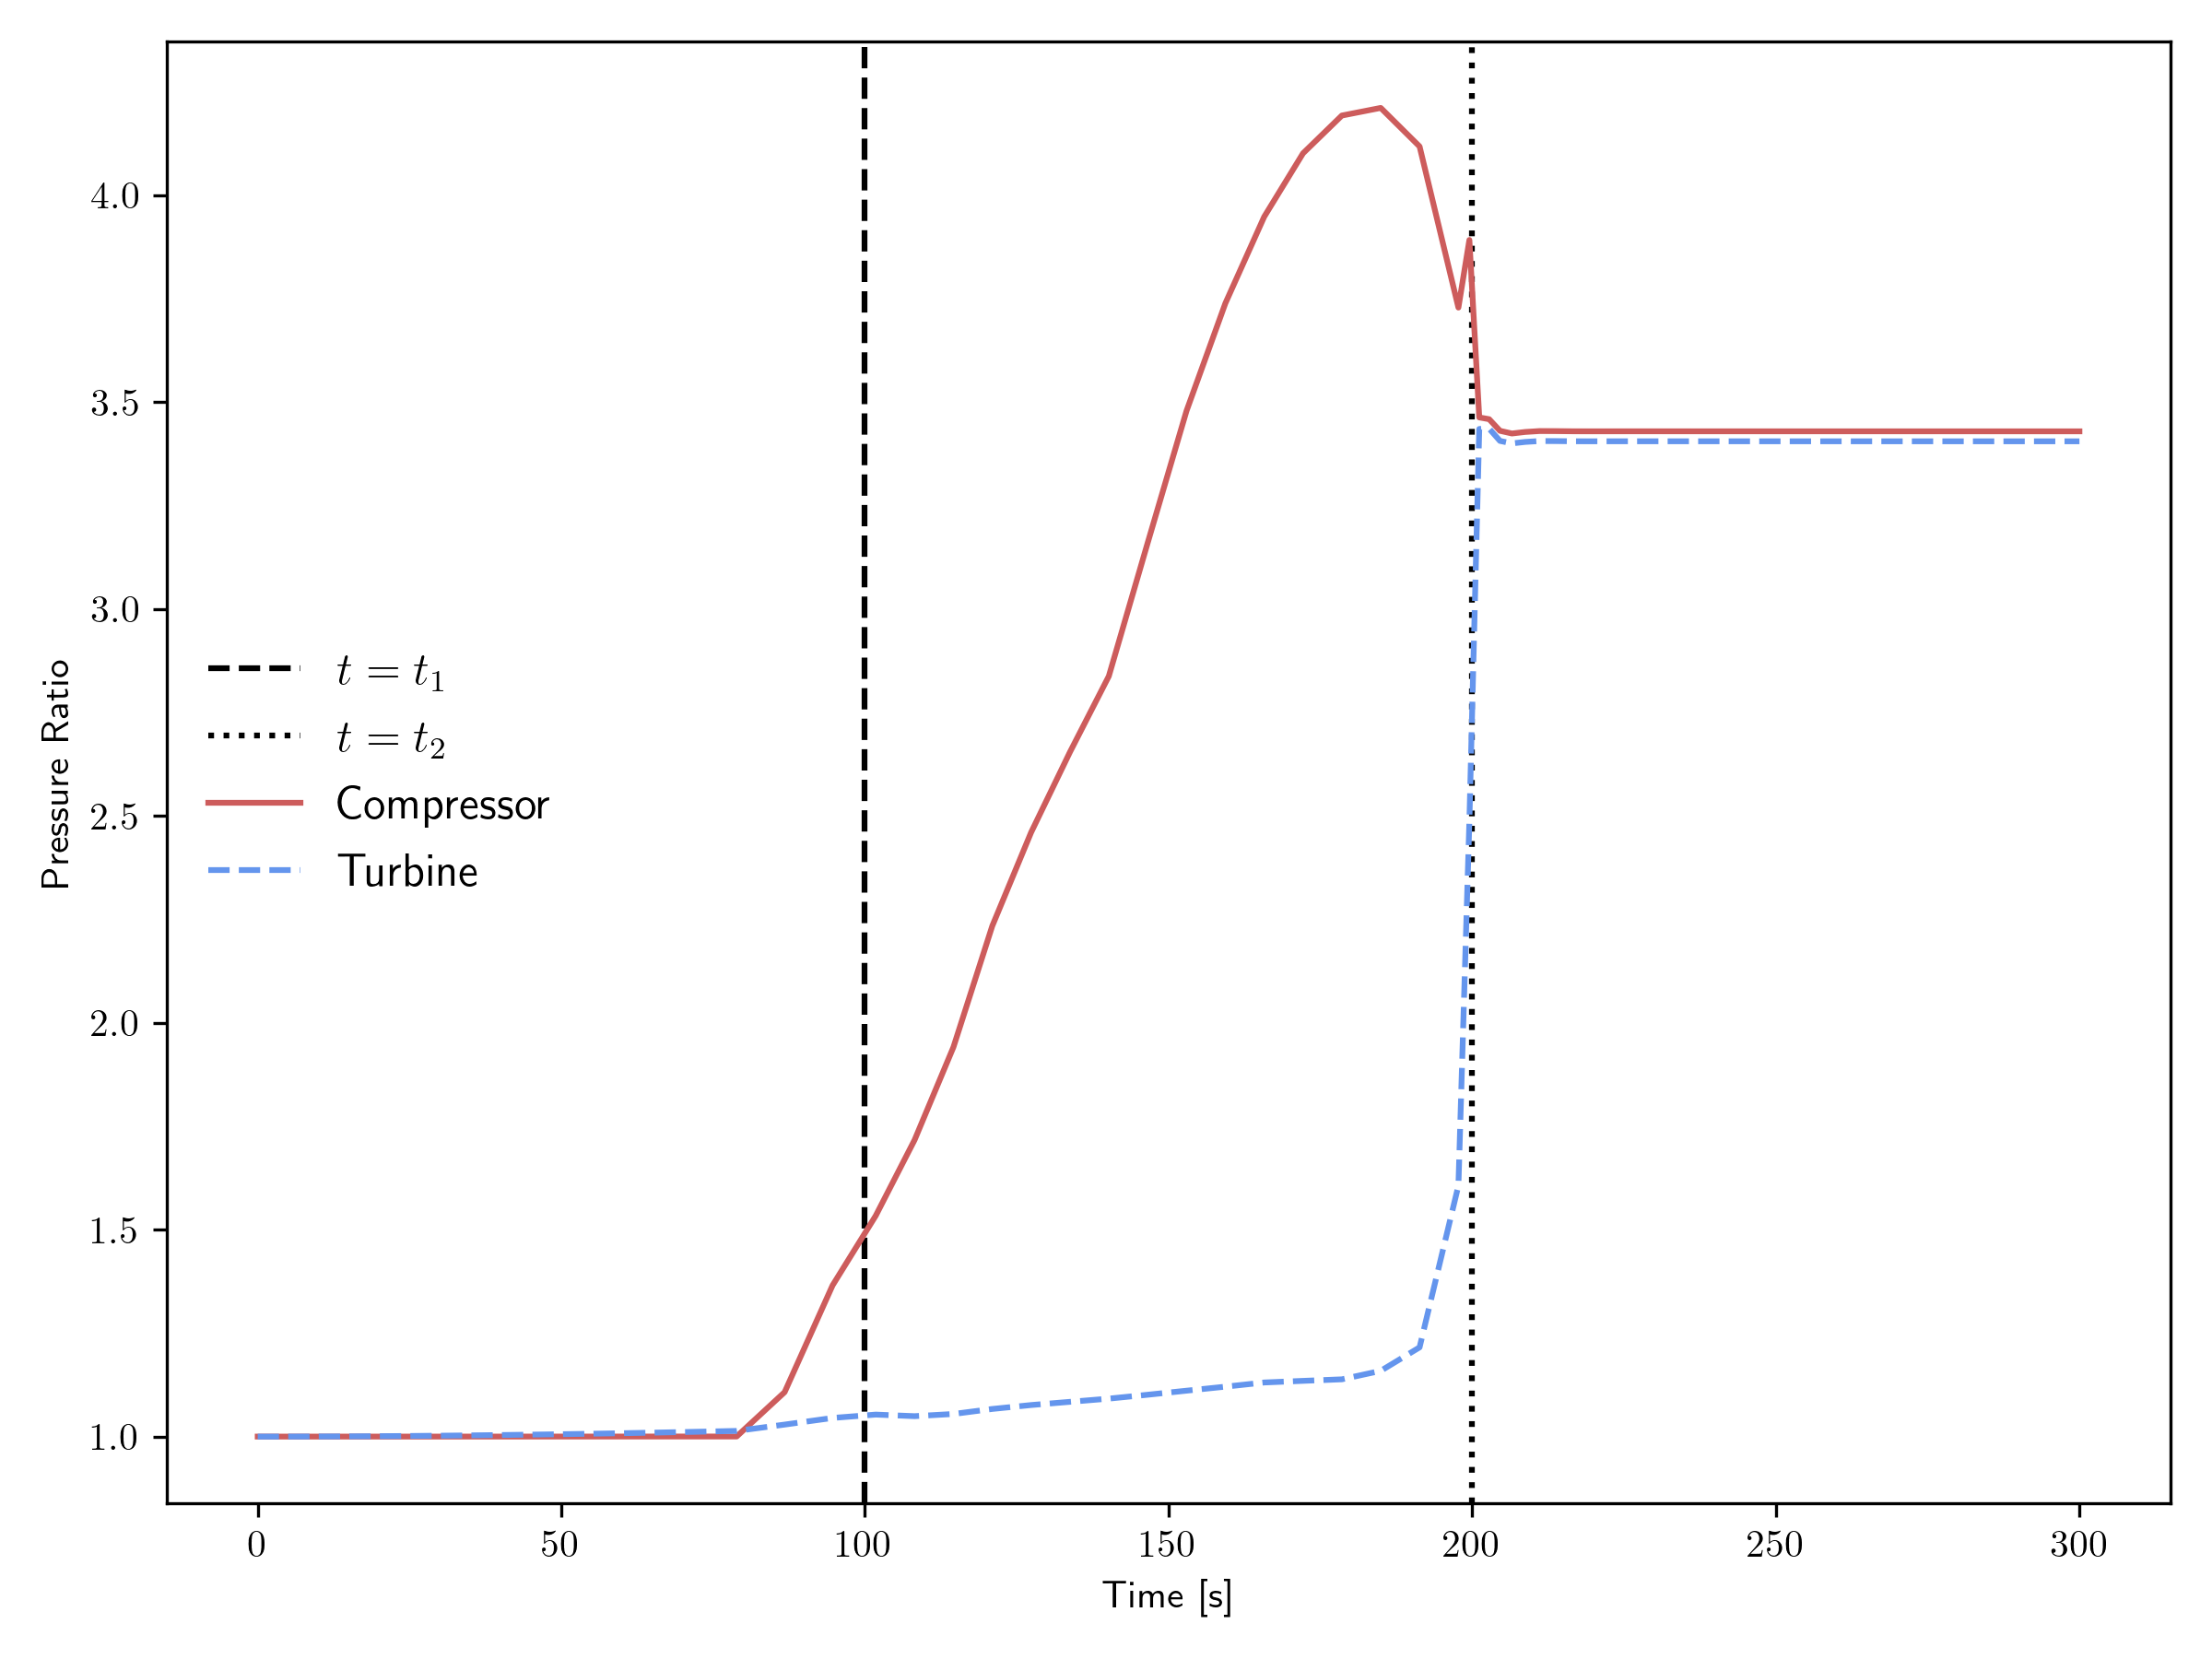 Pressure Ratio
4.0
3.5
3.0
2.5
2.0
1.5
1.0
t = t₁
t = t₂
Compressor
Turbine
0 50 100 150 200 250 300
Time [s]